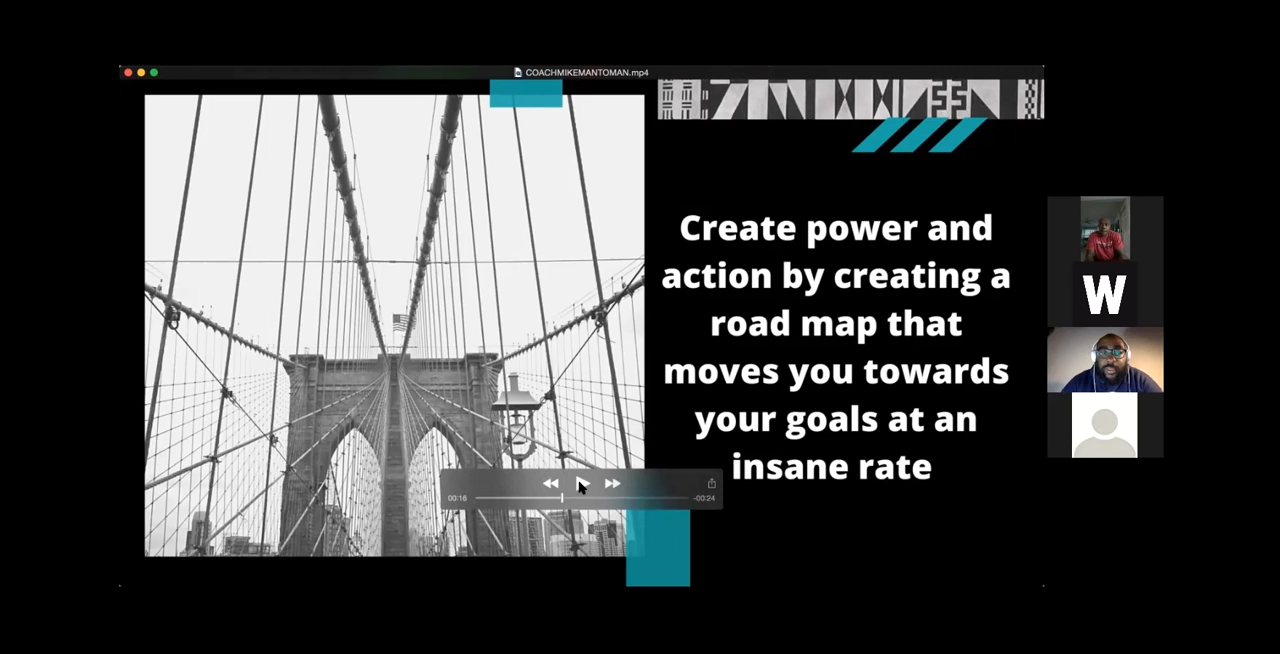 COACHMIKEMANTOMAN.mp4
Create power and
action by creating a
road map that
moves you towards
your goals at an
insane rate
W
00:16
-00:24